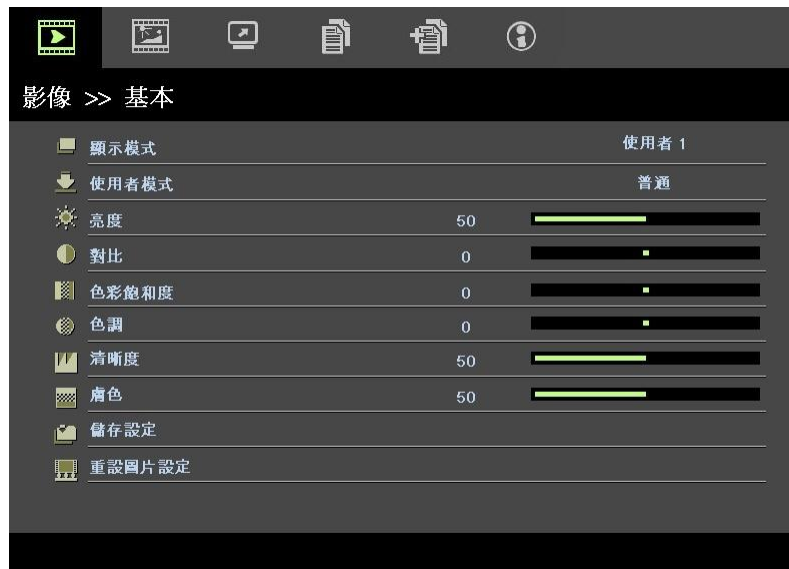 影像 >> 基本
顯示模式 使用者 1
使用者模式 普通
亮度 50
對比 0
色彩飽和度 0
色調 0
清晰度 50
膚色 50
儲存設定
重設圖片設定